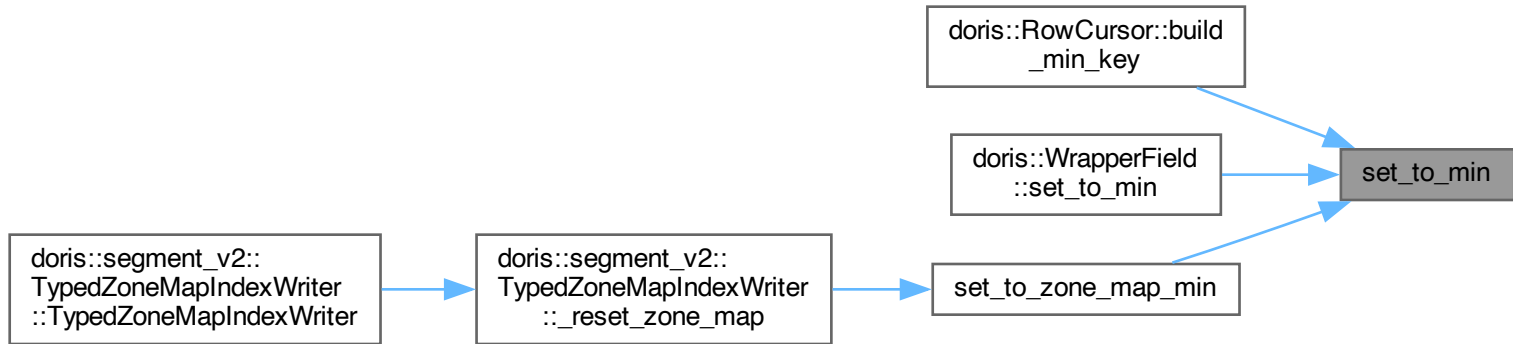 doris::RowCursor::build
_min_key
doris::WrapperField
::set_to_min
set_to_min
doris::segment_v2::
TypedZoneMapIndexWriter
::TypedZoneMapIndexWriter
doris::segment_v2::
TypedZoneMapIndexWriter
::_reset_zone_map
set_to_zone_map_min